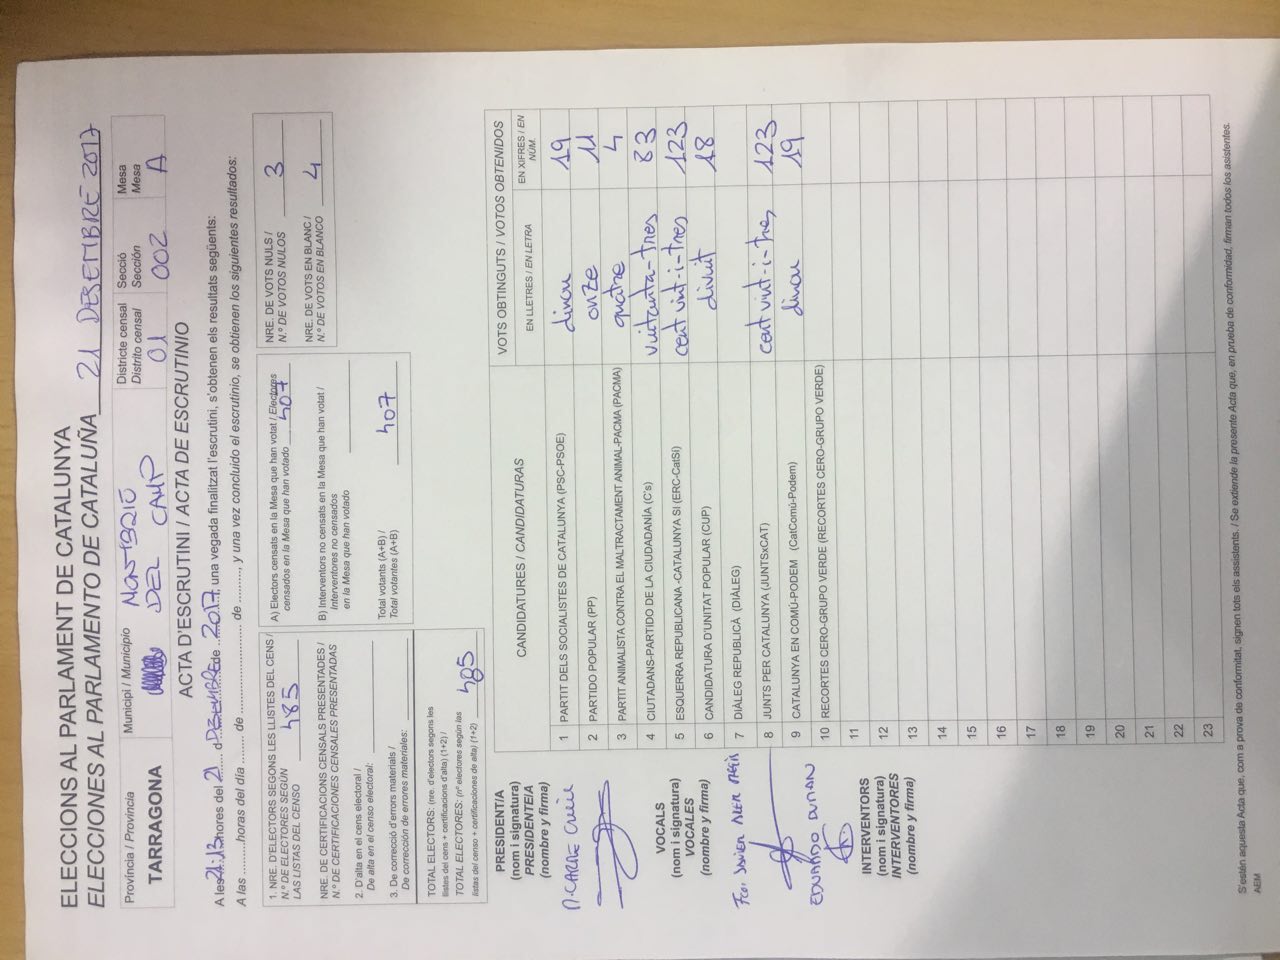 ELECCIONS AL PARLAMENT DE CATALUNYA
ELECCIONES AL PARLAMENTO DE CATALUÑA 21 DESEMBRE 2017
Província / Provincia
TARRAGONA
Municipi / Municipio
MONTBRIÓ
DEL CAMP
Districte censal
Distrito censal
01
Secció
Sección
002
Mesa
Mesa
A
ACTA D'ESCRUTINI / ACTA DE ESCRUTINIO
A les 21:13 hores del 21 d DESEMBRE de 2017, una vegada finalitzat l'escrutini, s'obtenen els resultats següents:
A las ............horas del día ........ de ........................ de .........., y una vez concluido el escrutinio, se obtienen los siguientes resultados:
1. NRE. D'ELECTORS SEGONS LES LLISTES DEL CENS /
N.º DE ELECTORES SEGÚN
LAS LISTAS DEL CENSO 485
NRE. DE CERTIFICACIONS CENSALS PRESENTADES /
N.º DE CERTIFICACIONES CENSALES PRESENTADAS
2. D'alta en el cens electoral /
De alta en el censo electoral:
3. De correcció d'errors materials /
De corrección de errores materiales:
TOTAL ELECTORS: (nre. d'electors segons les
llistes del cens + certificacions d'alta) (1+2) /
TOTAL ELECTORES: (nº electores según las
listas del censo + certificaciones de alta) (1+2) 485
A) Electors censats en la Mesa que han votat / Electores
censados en la Mesa que han votado 407
B) Interventors no censats en la Mesa que han votat /
Interventores no censados
en la Mesa que han votado
Total votants (A+B) /
Total votantes (A+B) 407
NRE. DE VOTS NULS /
N.º DE VOTOS NULOS 3
NRE. DE VOTS EN BLANC /
N.º DE VOTOS EN BLANCO 4
CANDIDATURES / CANDIDATURAS
VOTS OBTINGUTS / VOTOS OBTENIDOS
EN LLETRES / EN LETRA
EN XIFRES / EN
NÚM.
1 PARTIT DELS SOCIALISTES DE CATALUNYA (PSC-PSOE) dinou 19
2 PARTIDO POPULAR (PP) onze 11
3 PARTIT ANIMALISTA CONTRA EL MALTRACTAMENT ANIMAL-PACMA (PACMA) quatre 4
4 CIUTADANS-PARTIDO DE LA CIUDADANÍA (C's) vuitanta-tres 83
5 ESQUERRA REPUBLICANA -CATALUNYA SI (ERC-CatSí) cent vint-i-tres 123
6 CANDIDATURA D'UNITAT POPULAR (CUP) divuit 18
7 DIÀLEG REPUBLICÀ (DIÀLEG)
8 JUNTS PER CATALUNYA (JUNTSxCAT) cent vint-i-tres 123
9 CATALUNYA EN COMÚ-PODEM (CatComú-Podem) dinou 19
10 RECORTES CERO-GRUPO VERDE (RECORTES CERO-GRUPO VERDE)
11
12
13
14
15
16
17
18
19
20
21
22
23
PRESIDENT/A
(nom i signatura)
PRESIDENTE/A
(nombre y firma)
VOCALS
(nom i signatura)
VOCALES
(nombre y firma)
EDUARDO DURAN
INTERVENTORS
(nom i signatura)
INTERVENTORES
(nombre y firma)
S'estén aquesta Acta que, com a prova de conformitat, signen tots els assistents. / Se extiende la presente Acta que, en prueba de conformidad, firman todos los asistentes.
AEM